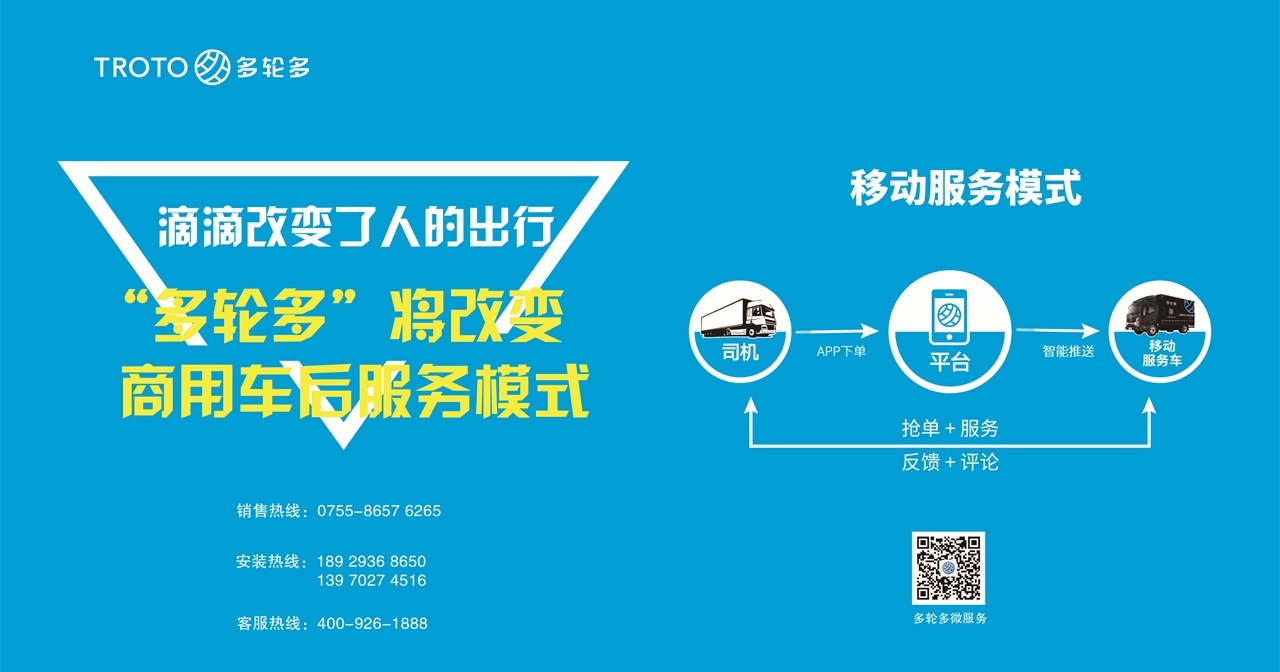 TROTO 多轮多
滴滴改变了人的出行
“多轮多”将改变
商用车后服务模式
销售热线：0755-8657 6265
安装热线：189 2936 8650
139 7027 4516
客服热线：400-926-1888
移动服务模式
司机
APP下单
平台
智能推送
移动
服务车
抢单 + 服务
反馈 + 评论
多轮多微服务